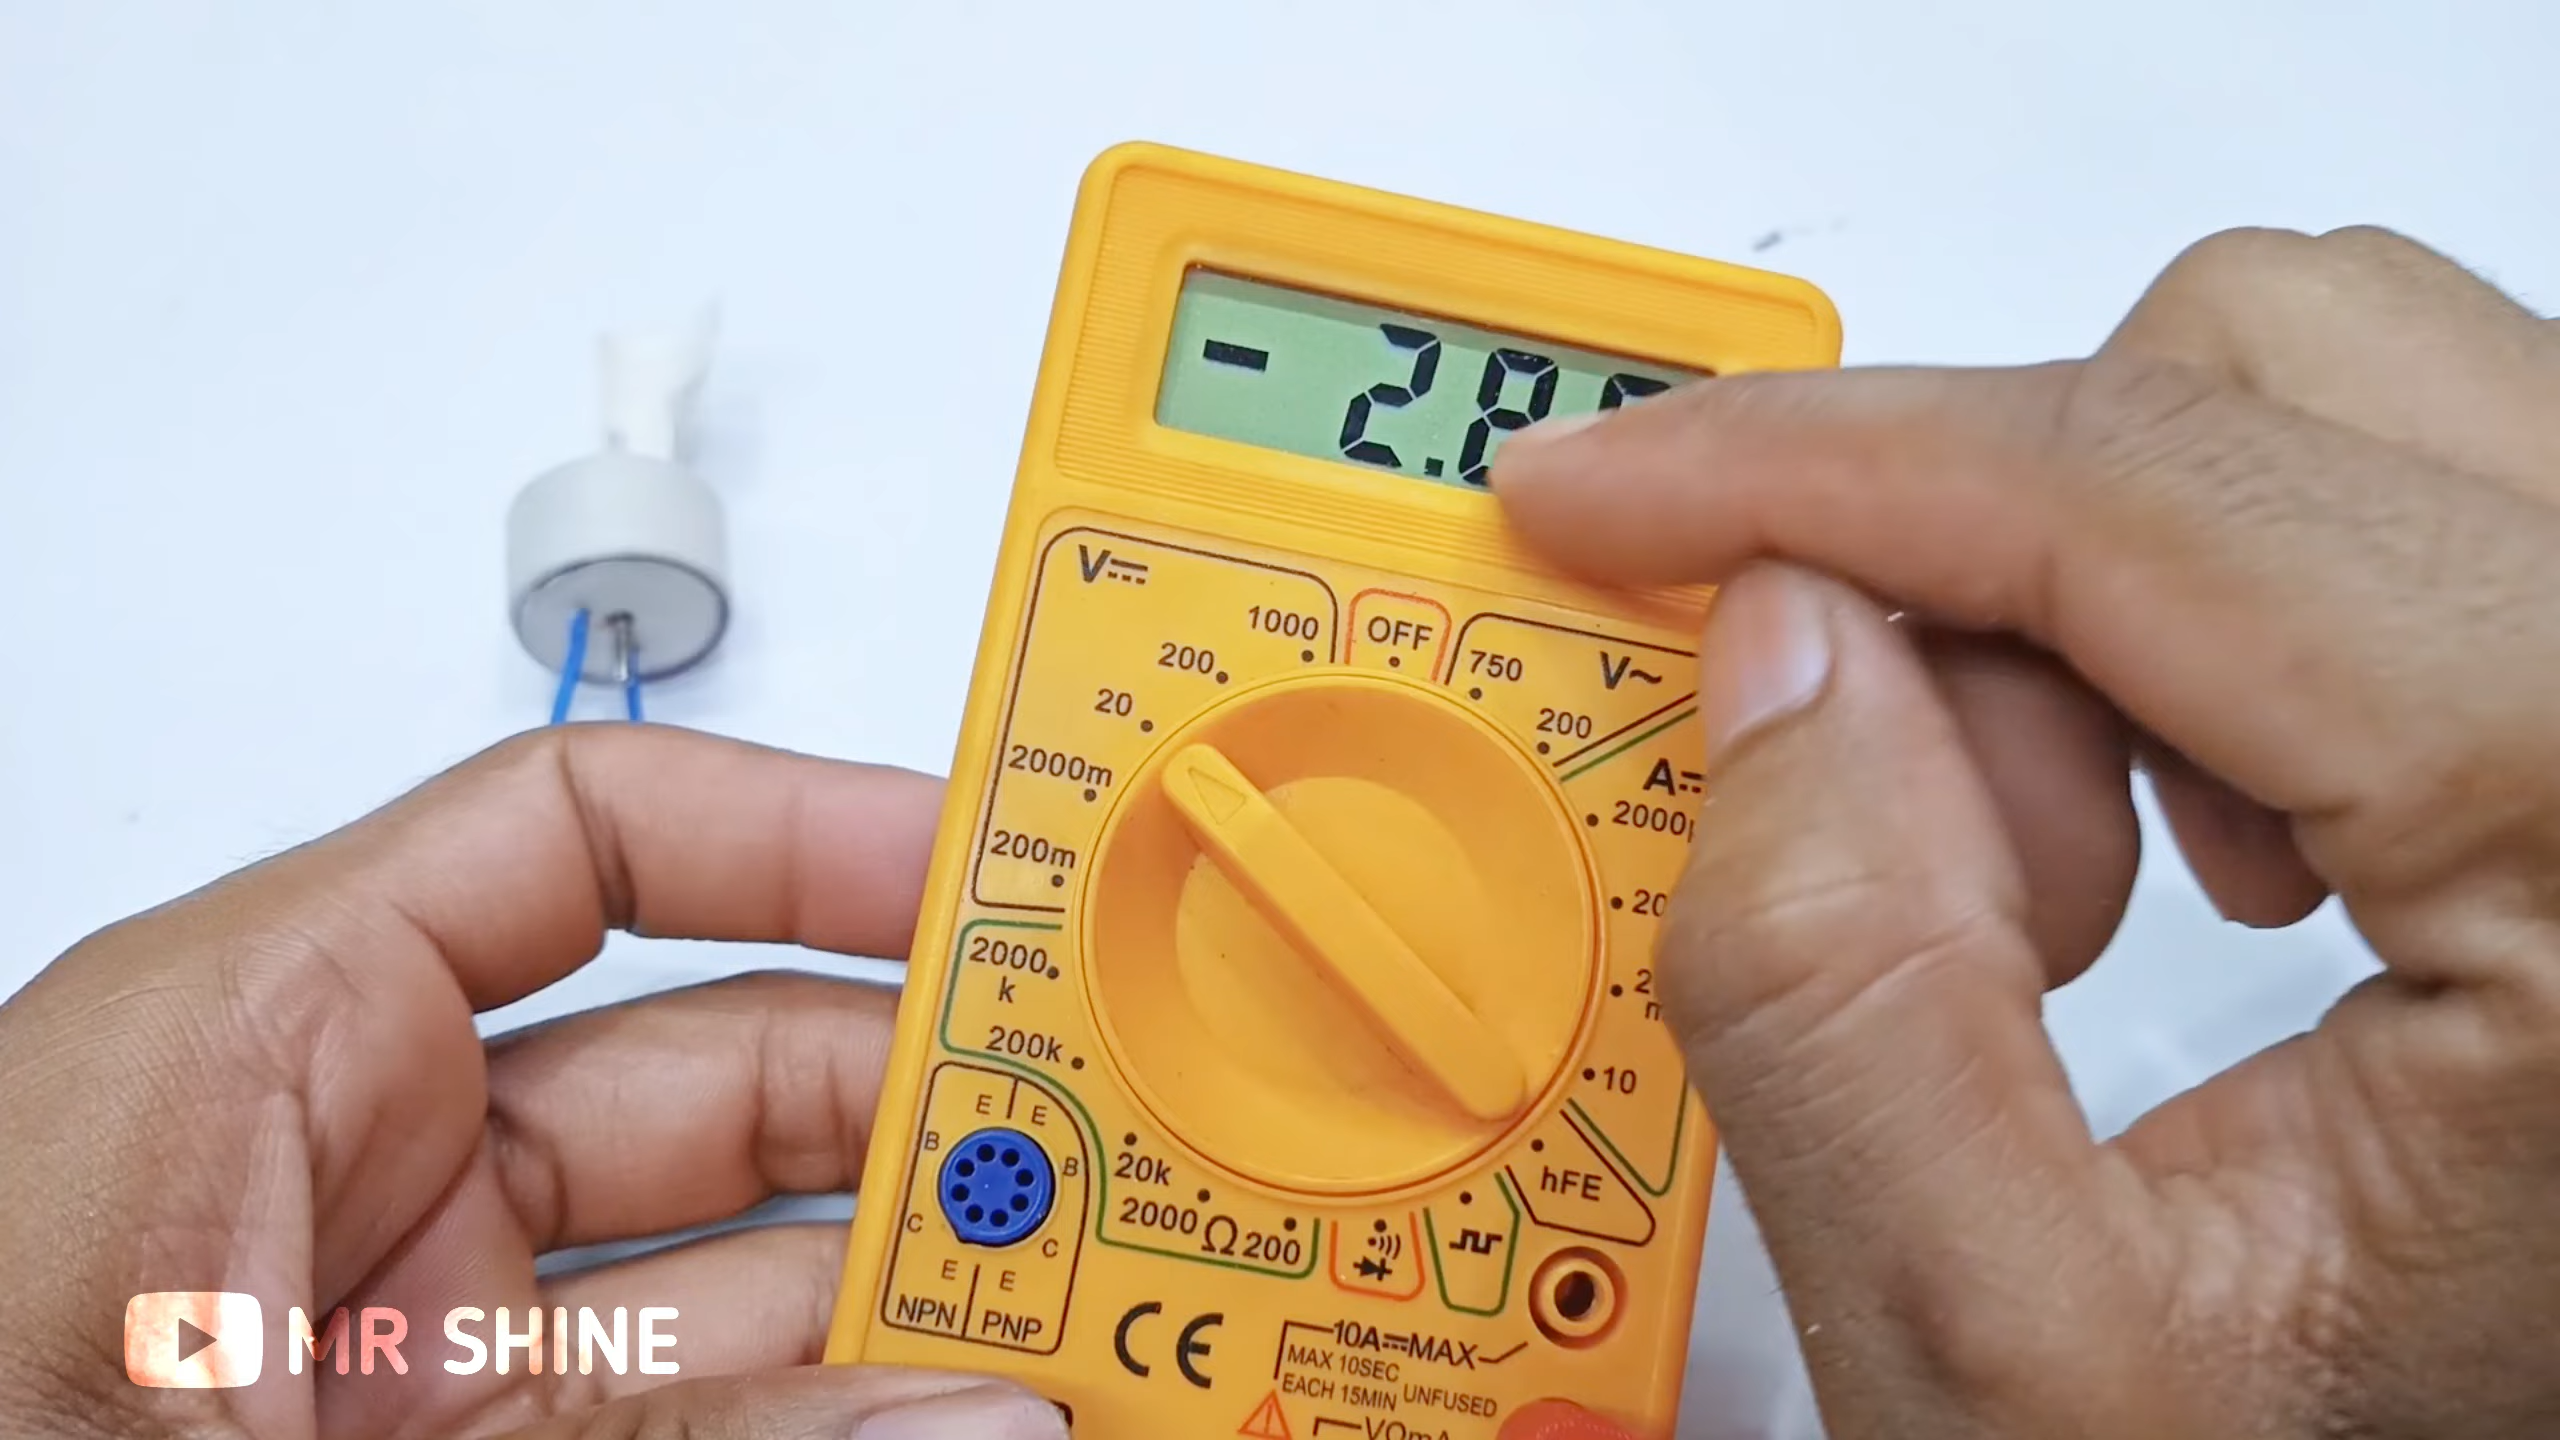 - 2.8
V
1000
OFF
750
V~
200
200
20
A
2000m
200m
10
2000
k
200k
20k
2000
Ω
200
hFE
E
E
B
B
C
C
E
E
NPN
PNP
CE
10A
MAX
MAX 10SEC
EACH 15MIN
UNFUSED
MR SHINE